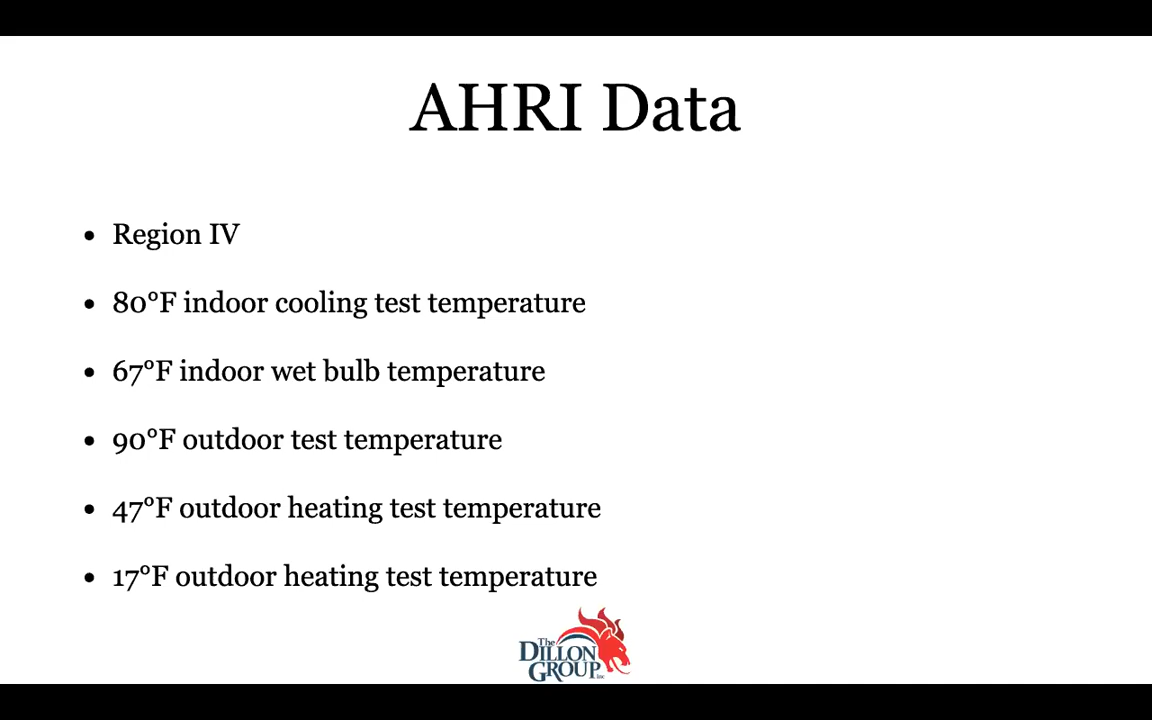 AHRI Data
• Region IV
• 80°F indoor cooling test temperature
• 67°F indoor wet bulb temperature
• 90°F outdoor test temperature
• 47°F outdoor heating test temperature
• 17°F outdoor heating test temperature
The
DILLON
GROUP Inc